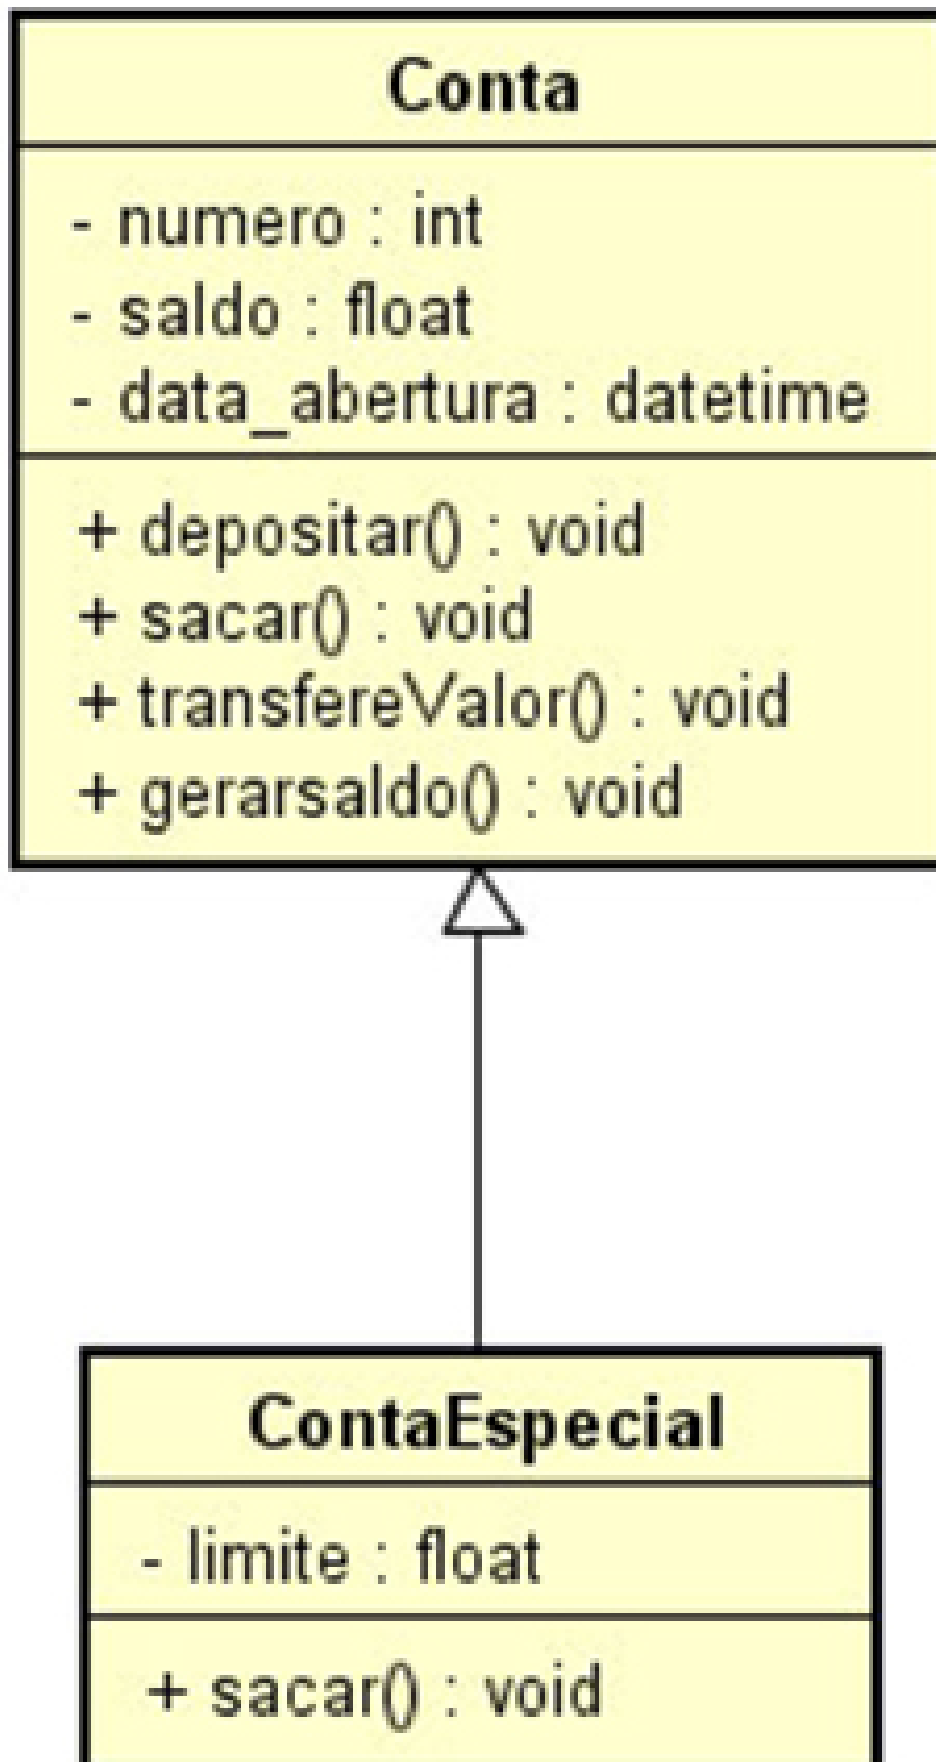 Conta
- numero : int
- saldo : float
- data_abertura : datetime
+ depositar() : void
+ sacar() : void
+ transfereValor() : void
+ gerarsaldo() : void
ContaEspecial
- limite : float
+ sacar() : void